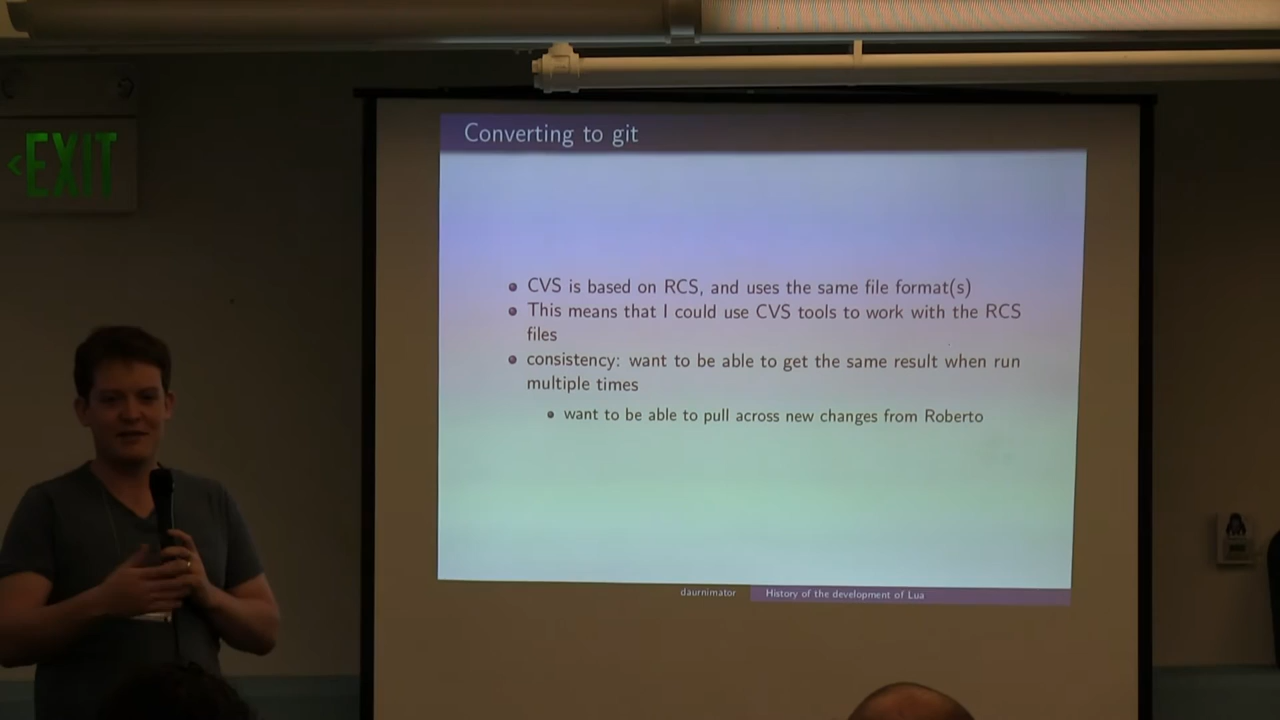 <EXIT
Converting to git
CVS is based on RCS, and uses the same file format(s)
This means that I could use CVS tools to work with the RCS
files
consistency: want to be able to get the same result when run
multiple times
want to be able to pull across new changes from Roberto
daurnimator
History of the development of Lua